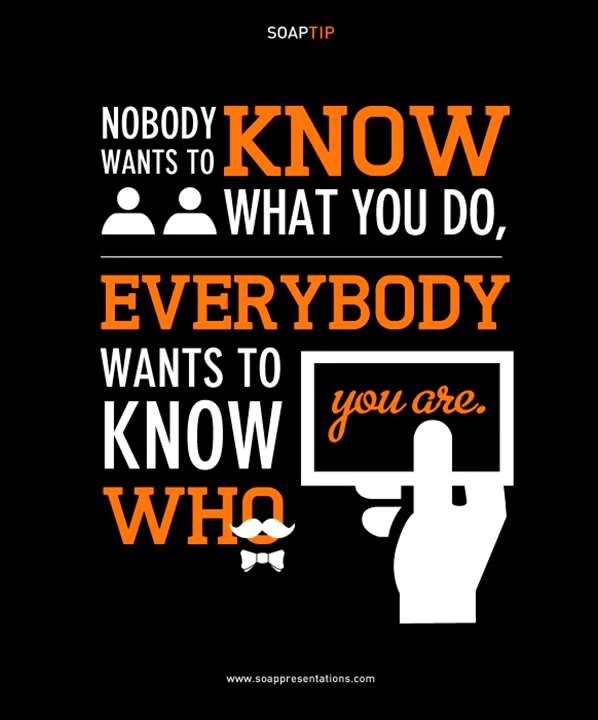 SOAPTIP
NOBODY
WANTS TO KNOW
WHAT YOU DO,
EVERYBODY
WANTS TO
KNOW
WHO
you are.
www.soappresentations.com